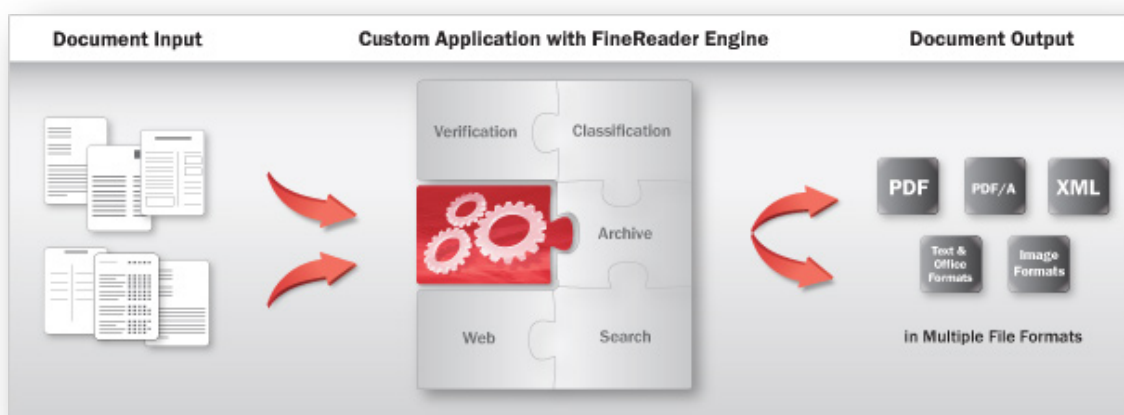 Document Input
Custom Application with FineReader Engine
Document Output
Verification
Classification
Archive
Web
Search
PDF
PDF/A
XML
Text &
Office
Formats
Image
Formats
in Multiple File Formats